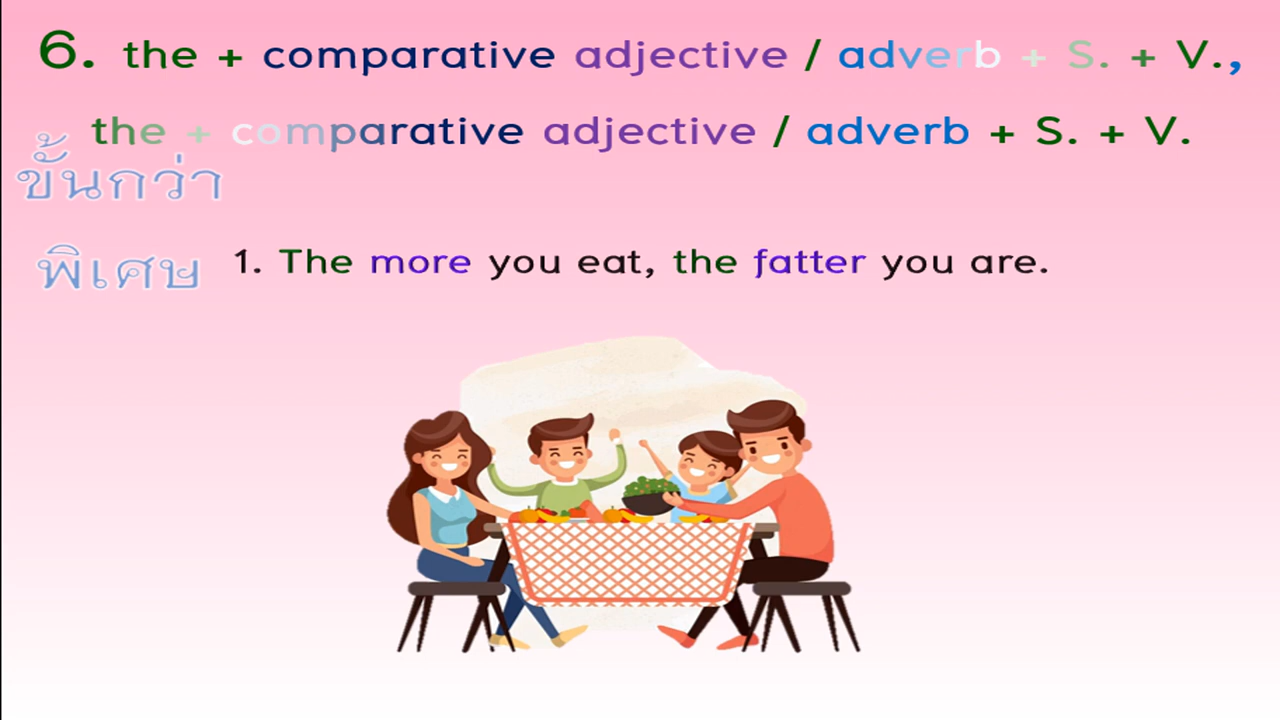 6. the + comparative adjective / adverb + S. + V.,
the + comparative adjective / adverb + S. + V.
ขั้นกว่า
พิเศษ
1. The more you eat, the fatter you are.